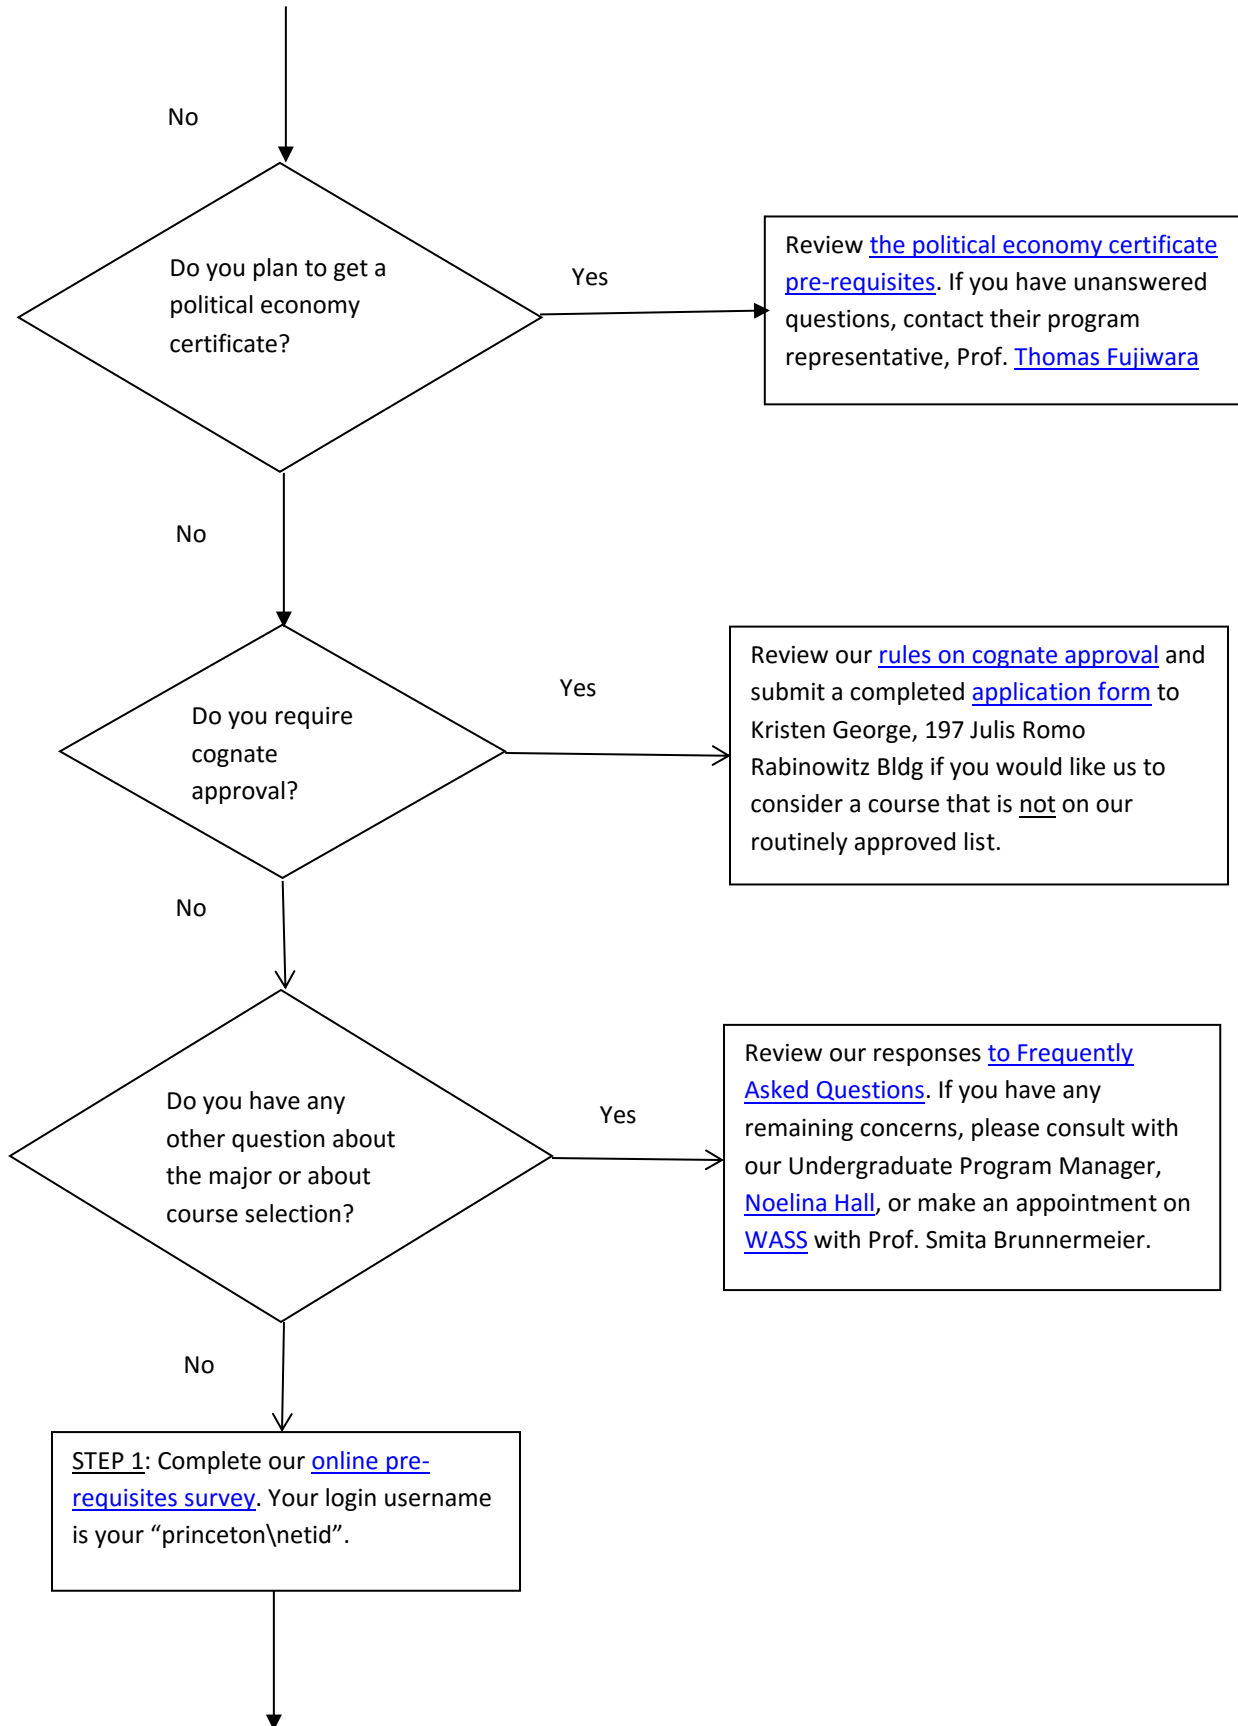 No
Do you plan to get a
political economy
certificate?
Yes
Review the political economy certificate
pre-requisites. If you have unanswered
questions, contact their program
representative, Prof. Thomas Fujiwara
No
Do you require
cognate
approval?
Yes
Review our rules on cognate approval and
submit a completed application form to
Kristen George, 197 Julis Romo
Rabinowitz Bldg if you would like us to
consider a course that is not on our
routinely approved list.
No
Do you have any
other question about
the major or about
course selection?
Yes
Review our responses to Frequently
Asked Questions. If you have any
remaining concerns, please consult with
our Undergraduate Program Manager,
Noelina Hall, or make an appointment on
WASS with Prof. Smita Brunnermeier.
No
STEP 1: Complete our online pre-
requisites survey. Your login username
is your “princeton\netid”.